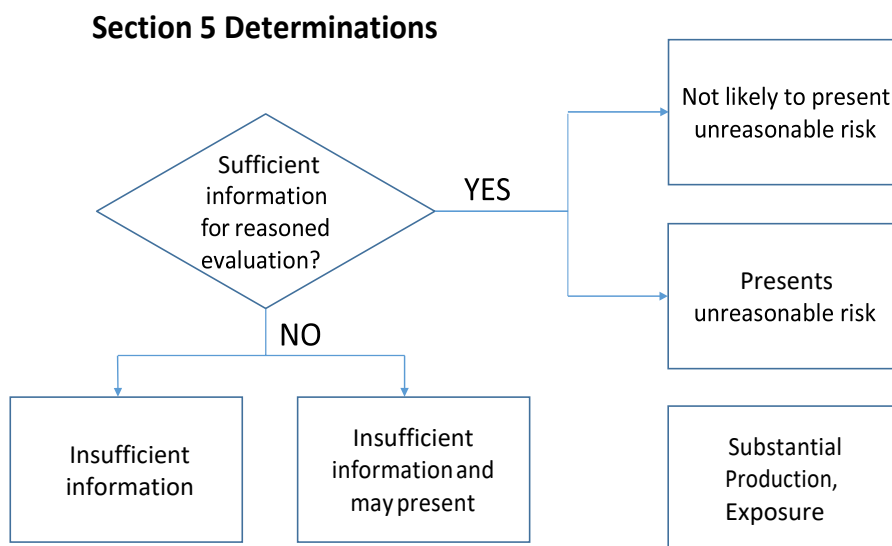 Section 5 Determinations
Sufficient
information
for reasoned
evaluation?
YES
Not likely to present
unreasonable risk
Presents
unreasonable risk
NO
Insufficient
information
Insufficient
information and
may present
Substantial
Production,
Exposure